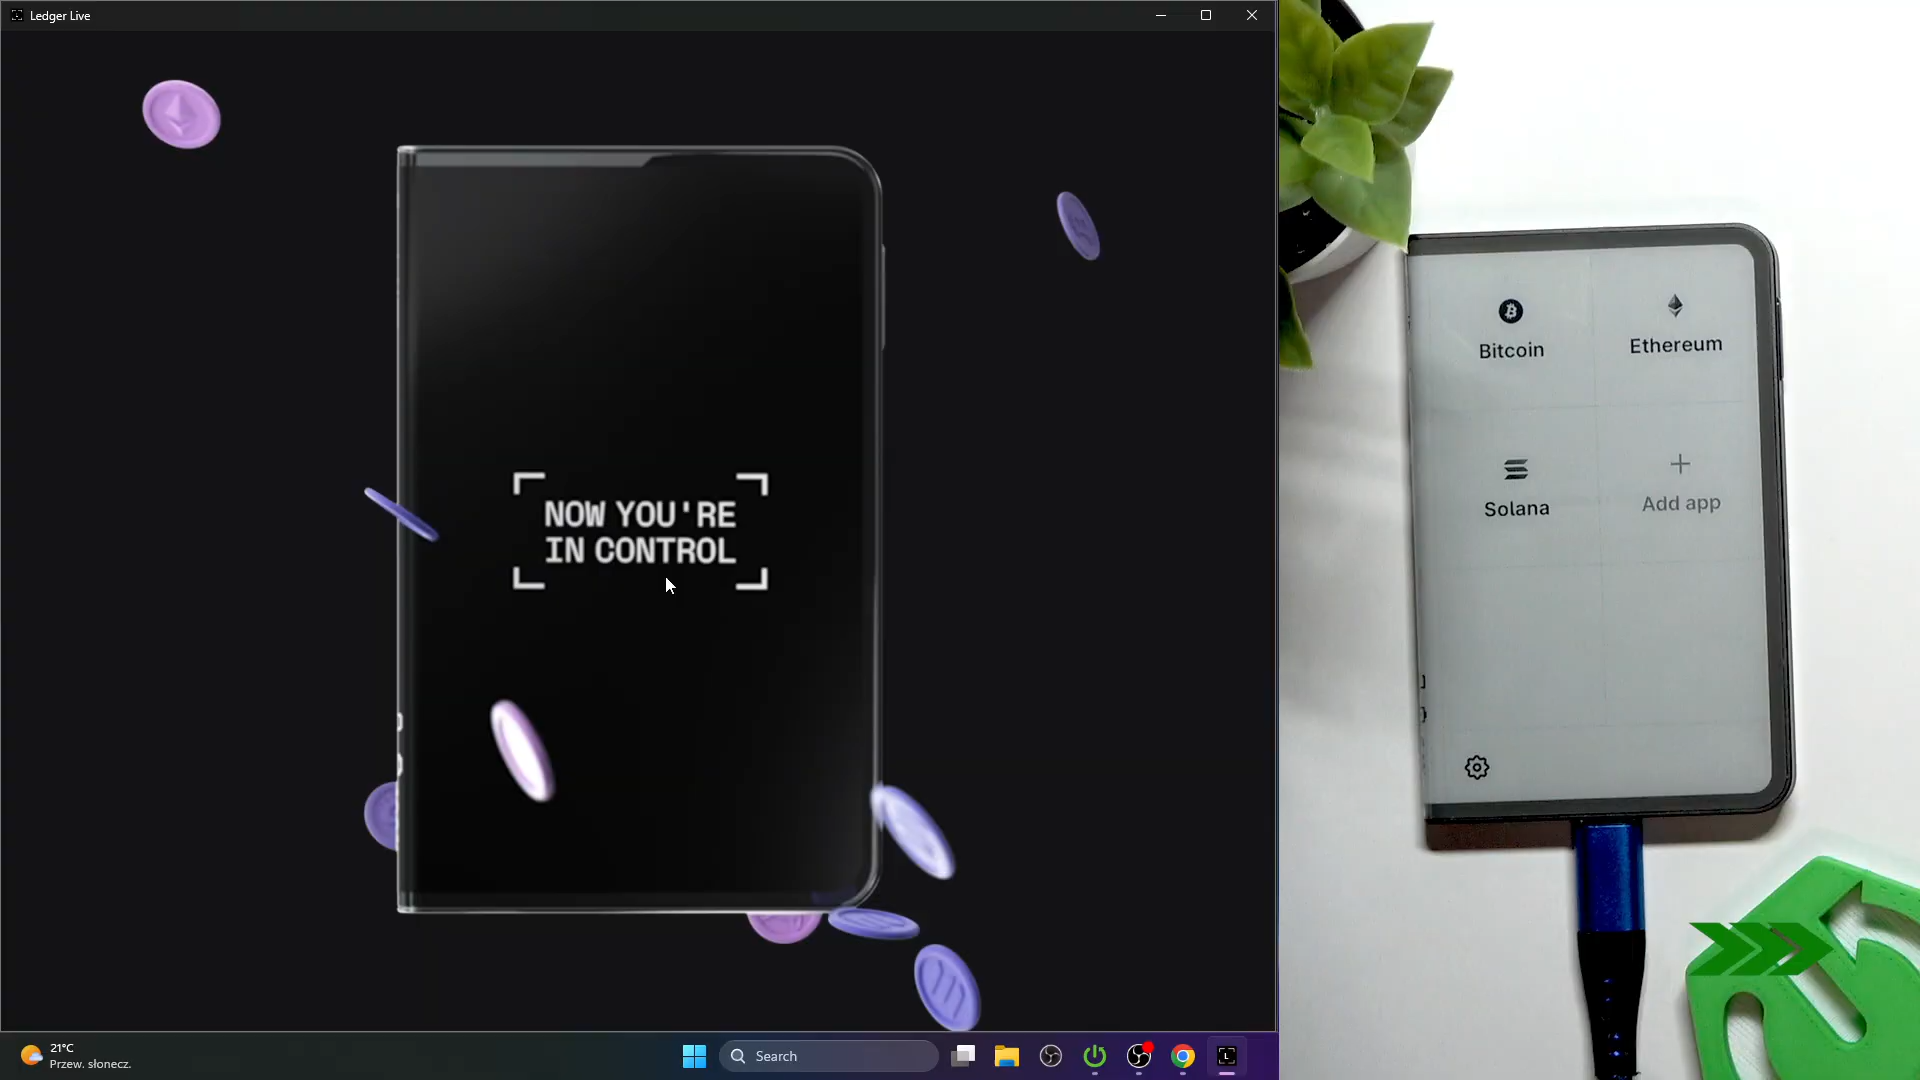 Ledger Live
NOW YOU'RE
IN CONTROL
Bitcoin
Ethereum
Solana
Add app
21°C
Przew. słonecz.
Search